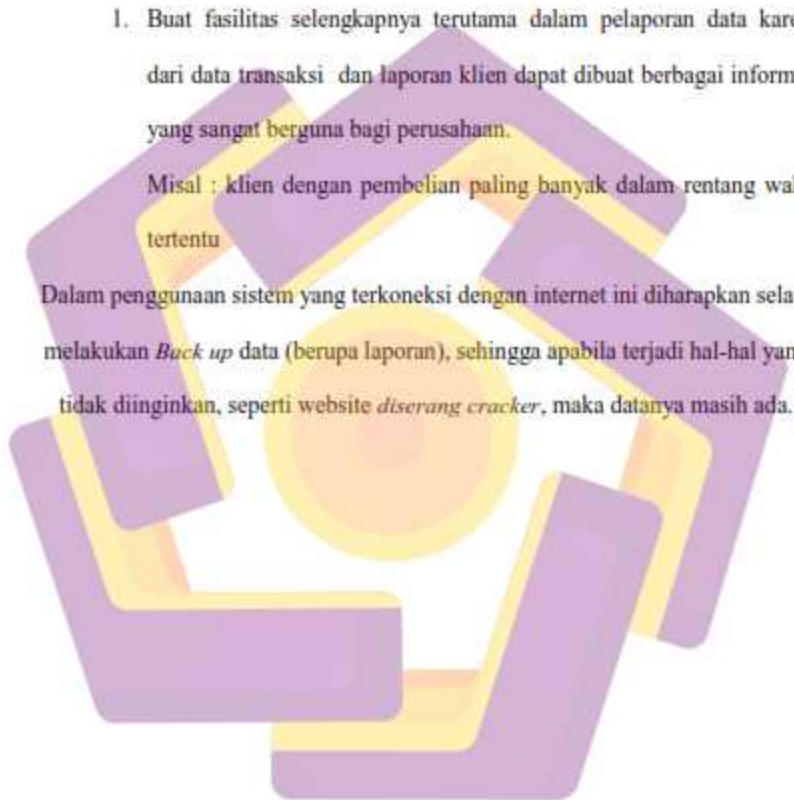 1. Buat fasilitas selengkapnya terutama dalam pelaporan data kare
dari data transaksi dan laporan klien dapat dibuat berbagai inform
yang sangat berguna bagi perusahaan.
Misal : klien dengan pembelian paling banyak dalam rentang wa
tertentu
Dalam penggunaan sistem yang terkoneksi dengan internet ini diharapkan sela
melakukan Back up data (berupa laporan), sehingga apabila terjadi hal-hal yan
tidak diinginkan, seperti website diserang cracker, maka datanya masih ada.